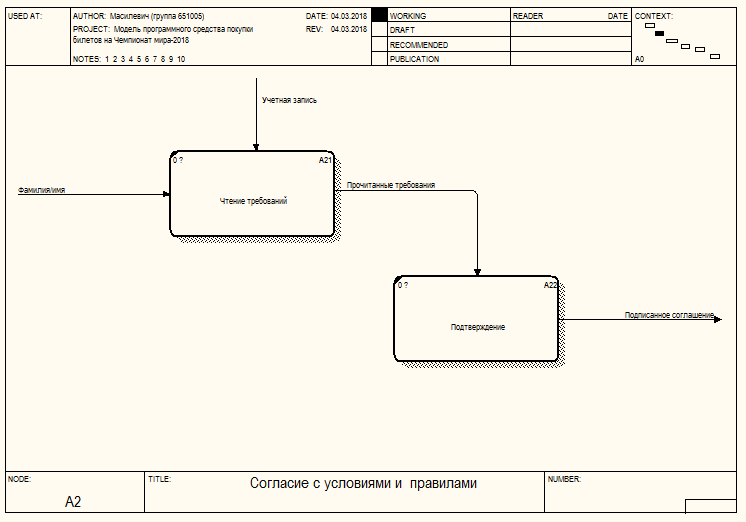 USED AT:
AUTHOR: Масилевич (группа 651005)
DATE: 04.03.2018
PROJECT: Модель программного средства покупки
билетов на Чемпионат мира-2018
REV: 04.03.2018
NOTES: 1 2 3 4 5 6 7 8 9 10
WORKING
DRAFT
RECOMMENDED
PUBLICATION
READER
DATE
CONTEXT:
A0
Учетная запись
0 ?
A21
Фамилия/имя
Чтение требований
Прочитанные требования
0 ?
A22
Подтверждение
Подписанное соглашение
NODE:
A2
TITLE:
Согласие с условиями и правилами
NUMBER: